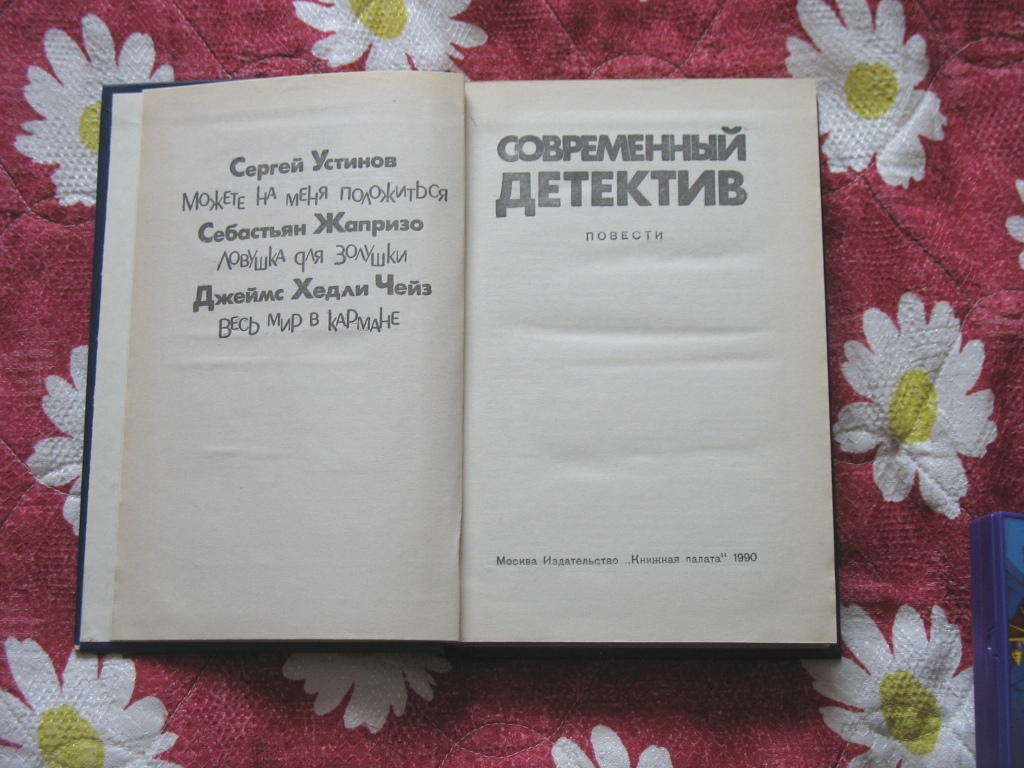 Сергей Устинов
Можете на меня положиться
Себастьян Жапризо
Ловушка для Золушки
Джеймс Хедли Чейз
Весь мир в кармане
СОВРЕМЕННЫЙ
ДЕТЕКТИВ
ПОВЕСТИ
Москва Издательство „Книжная палата" 1990